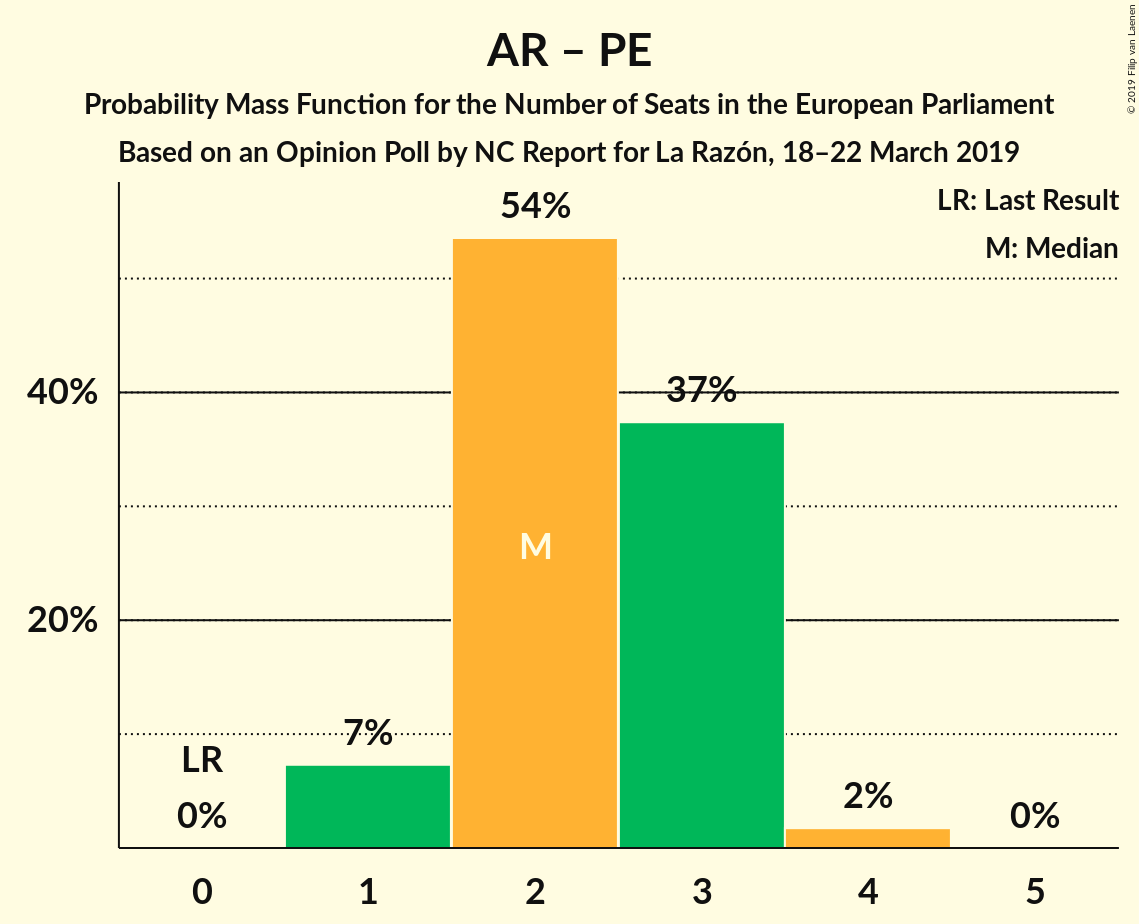 AR – PE
Probability Mass Function for the Number of Seats in the European Parliament
Based on an Opinion Poll by NC Report for La Razón, 18–22 March 2019
© 2019 Filip van Laenen
LR: Last Result
M: Median
54%
40%
37%
M
20%
7%
LR
0%
2%
0%
0 1 2 3 4 5